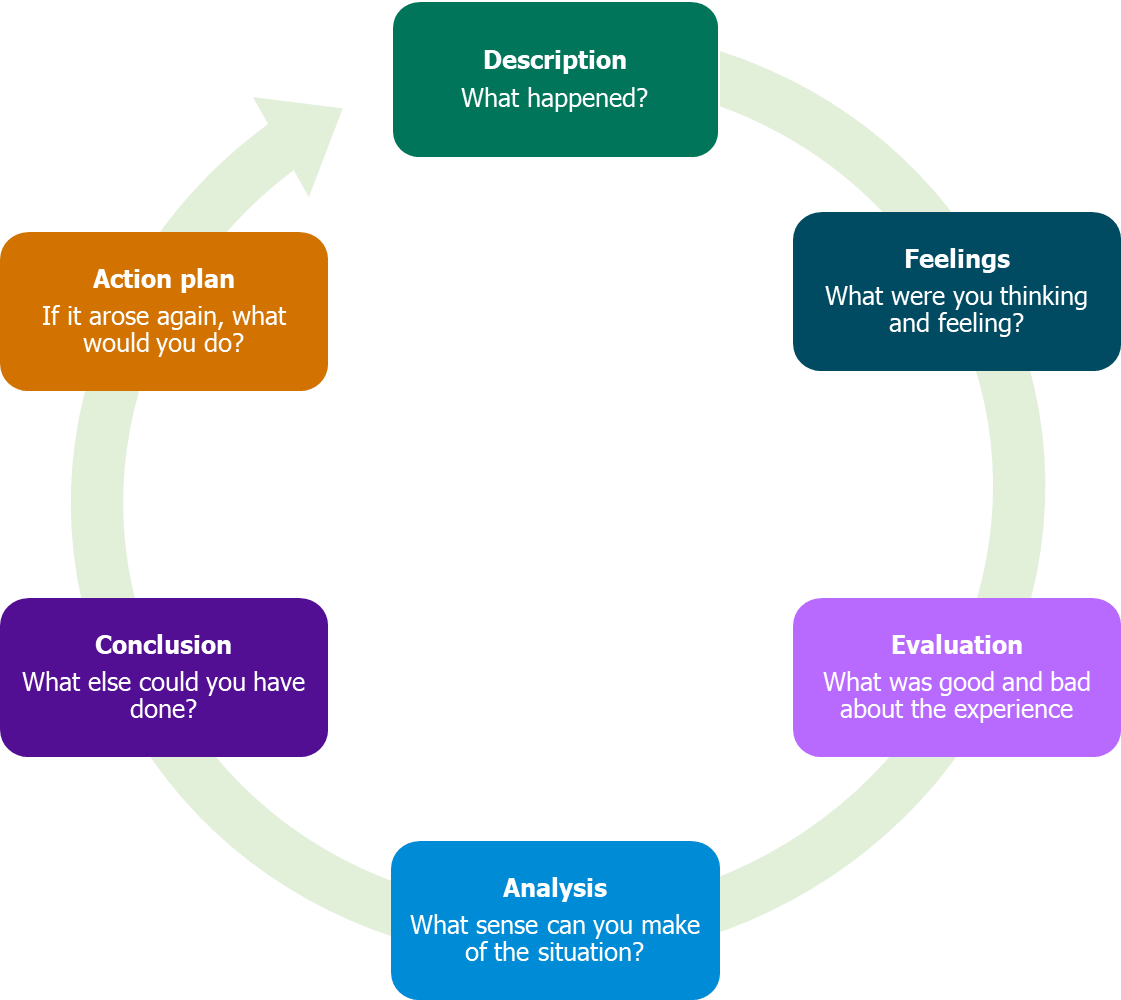 Description
What happened?
Feelings
What were you thinking
and feeling?
Evaluation
What was good and bad
about the experience
Analysis
What sense can you make
of the situation?
Conclusion
What else could you have
done?
Action plan
If it arose again, what
would you do?